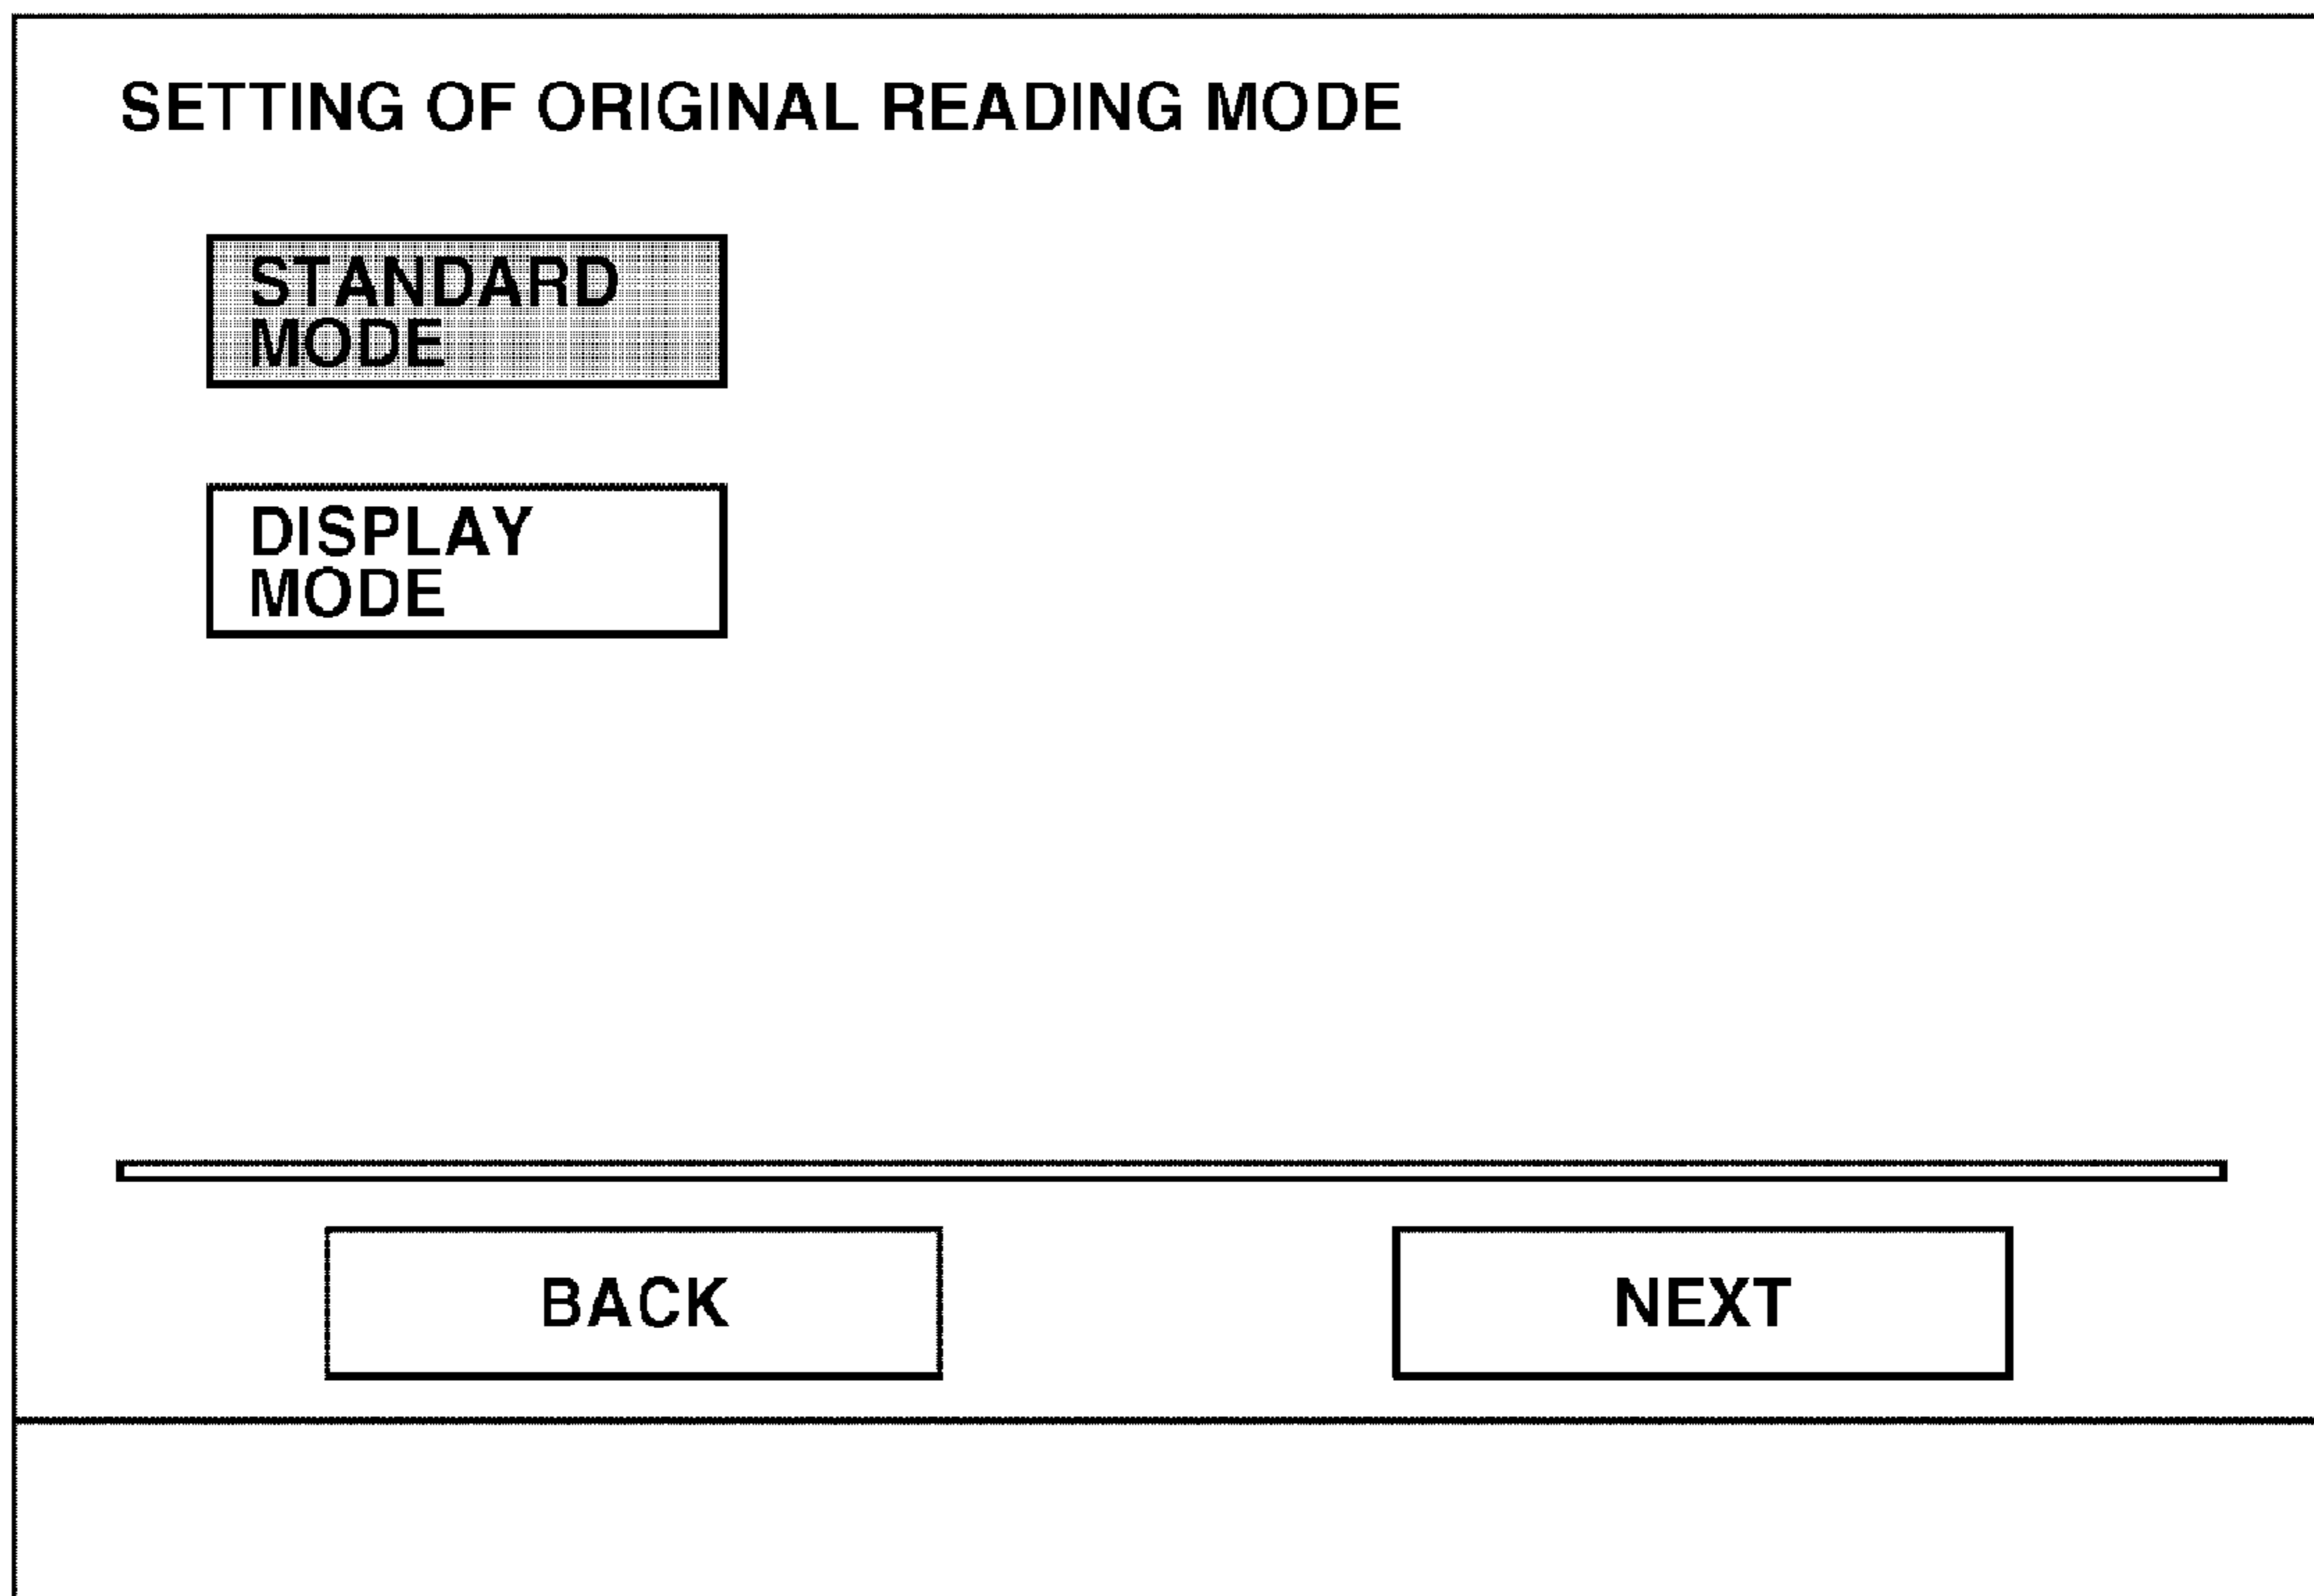 SETTING OF ORIGINAL READING MODE
STANDARD
MODE
DISPLAY
MODE
BACK
NEXT